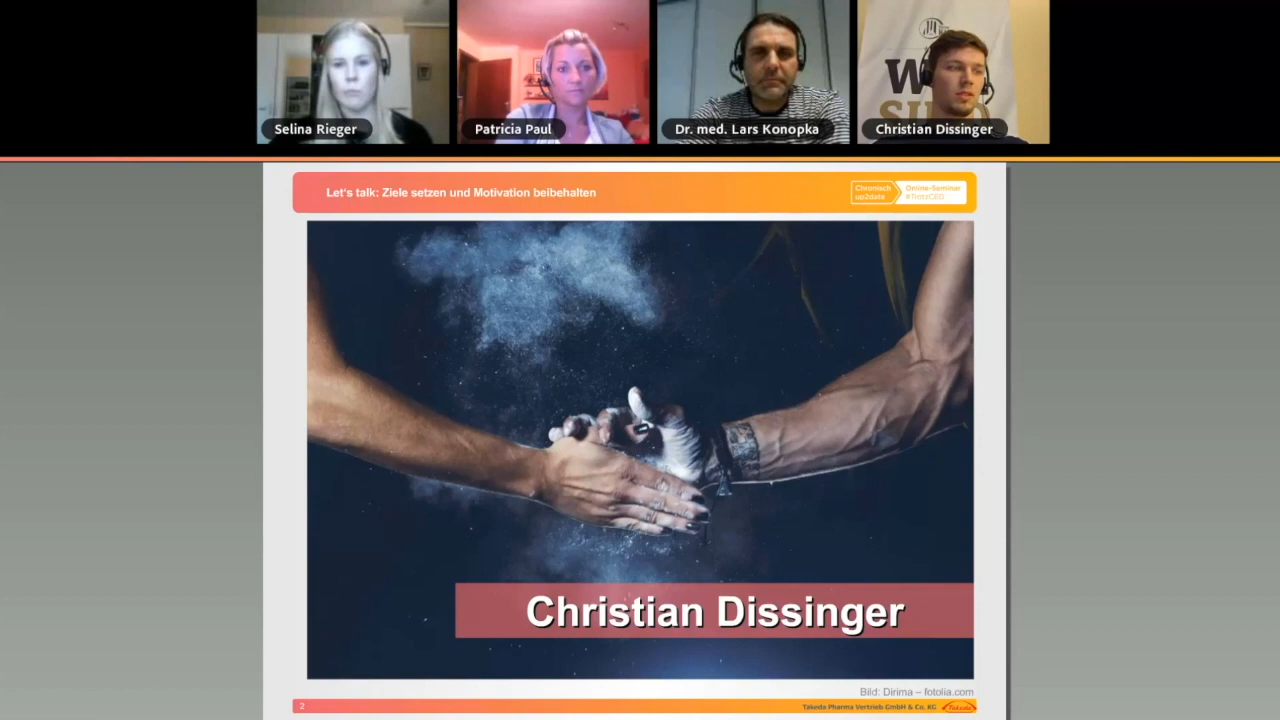 Selina Rieger
Patricia Paul
Dr. med. Lars Konopka
Christian Dissinger
Let's talk: Ziele setzen und Motivation beibehalten
Chronisch
up2date
Online-Seminar
#TrotzCED
Christian Dissinger
Bild: Dirima – fotolia.com
2
Takeda Pharma Vertrieb GmbH & Co. KG
Takeda